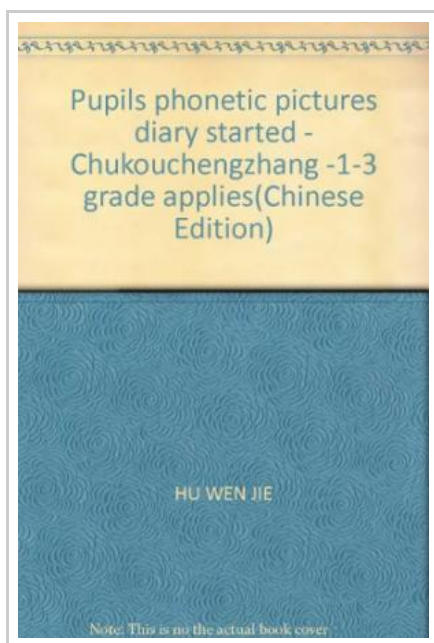 Pupils phonetic pictures
diary started -
Chukouchengzhang -1-3
grade applies(Chinese
Edition)
HU WEN JIE
Note: This is no the actual book cover